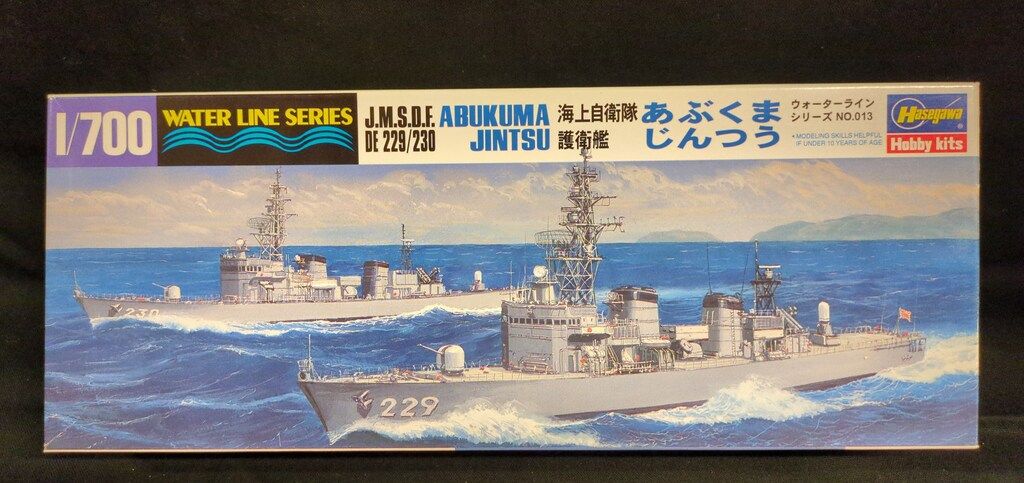 1/700
WATER LINE SERIES
J.M.S.D.F.
DE 229/230
ABUKUMA
JINTSU
海上自衛隊
護衛艦
あぶくま
じんつう
ウォーターライン
シリーズ NO.013
• MODELING SKILLS HELPFUL
IF UNDER 10 YEARS OF AGE
Hasegawa
Hobby kits
230
229